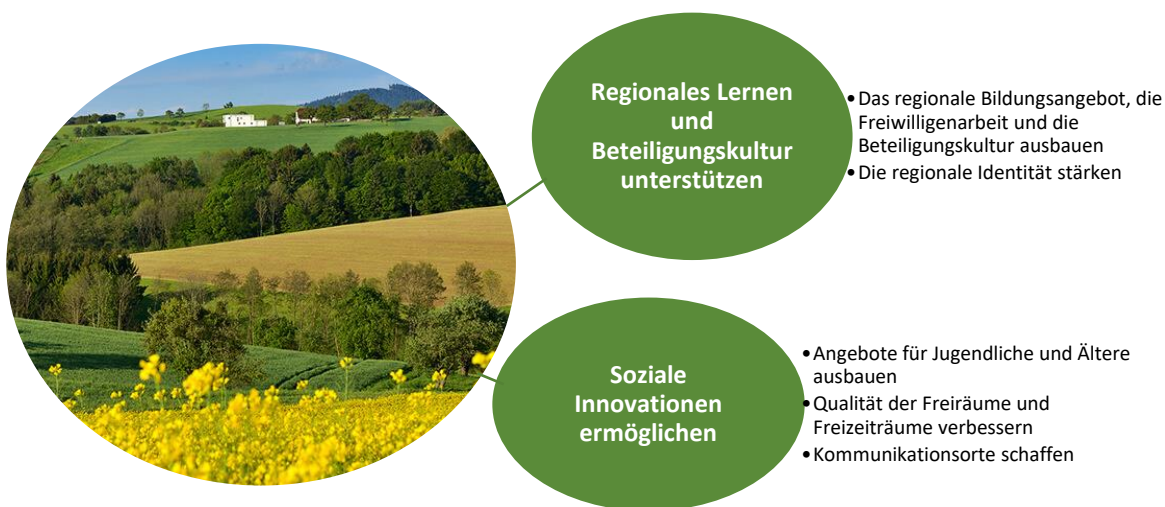 Regionales Lernen
und
Beteiligungskultur
unterstützen
•Das regionale Bildungsangebot, die
Freiwilligenarbeit und die
Beteiligungskultur ausbauen
•Die regionale Identität stärken
Soziale
Innovationen
ermöglichen
•Angebote für Jugendliche und Ältere
ausbauen
•Qualität der Freiräume und
Freizeiträume verbessern
•Kommunikationsorte schaffen